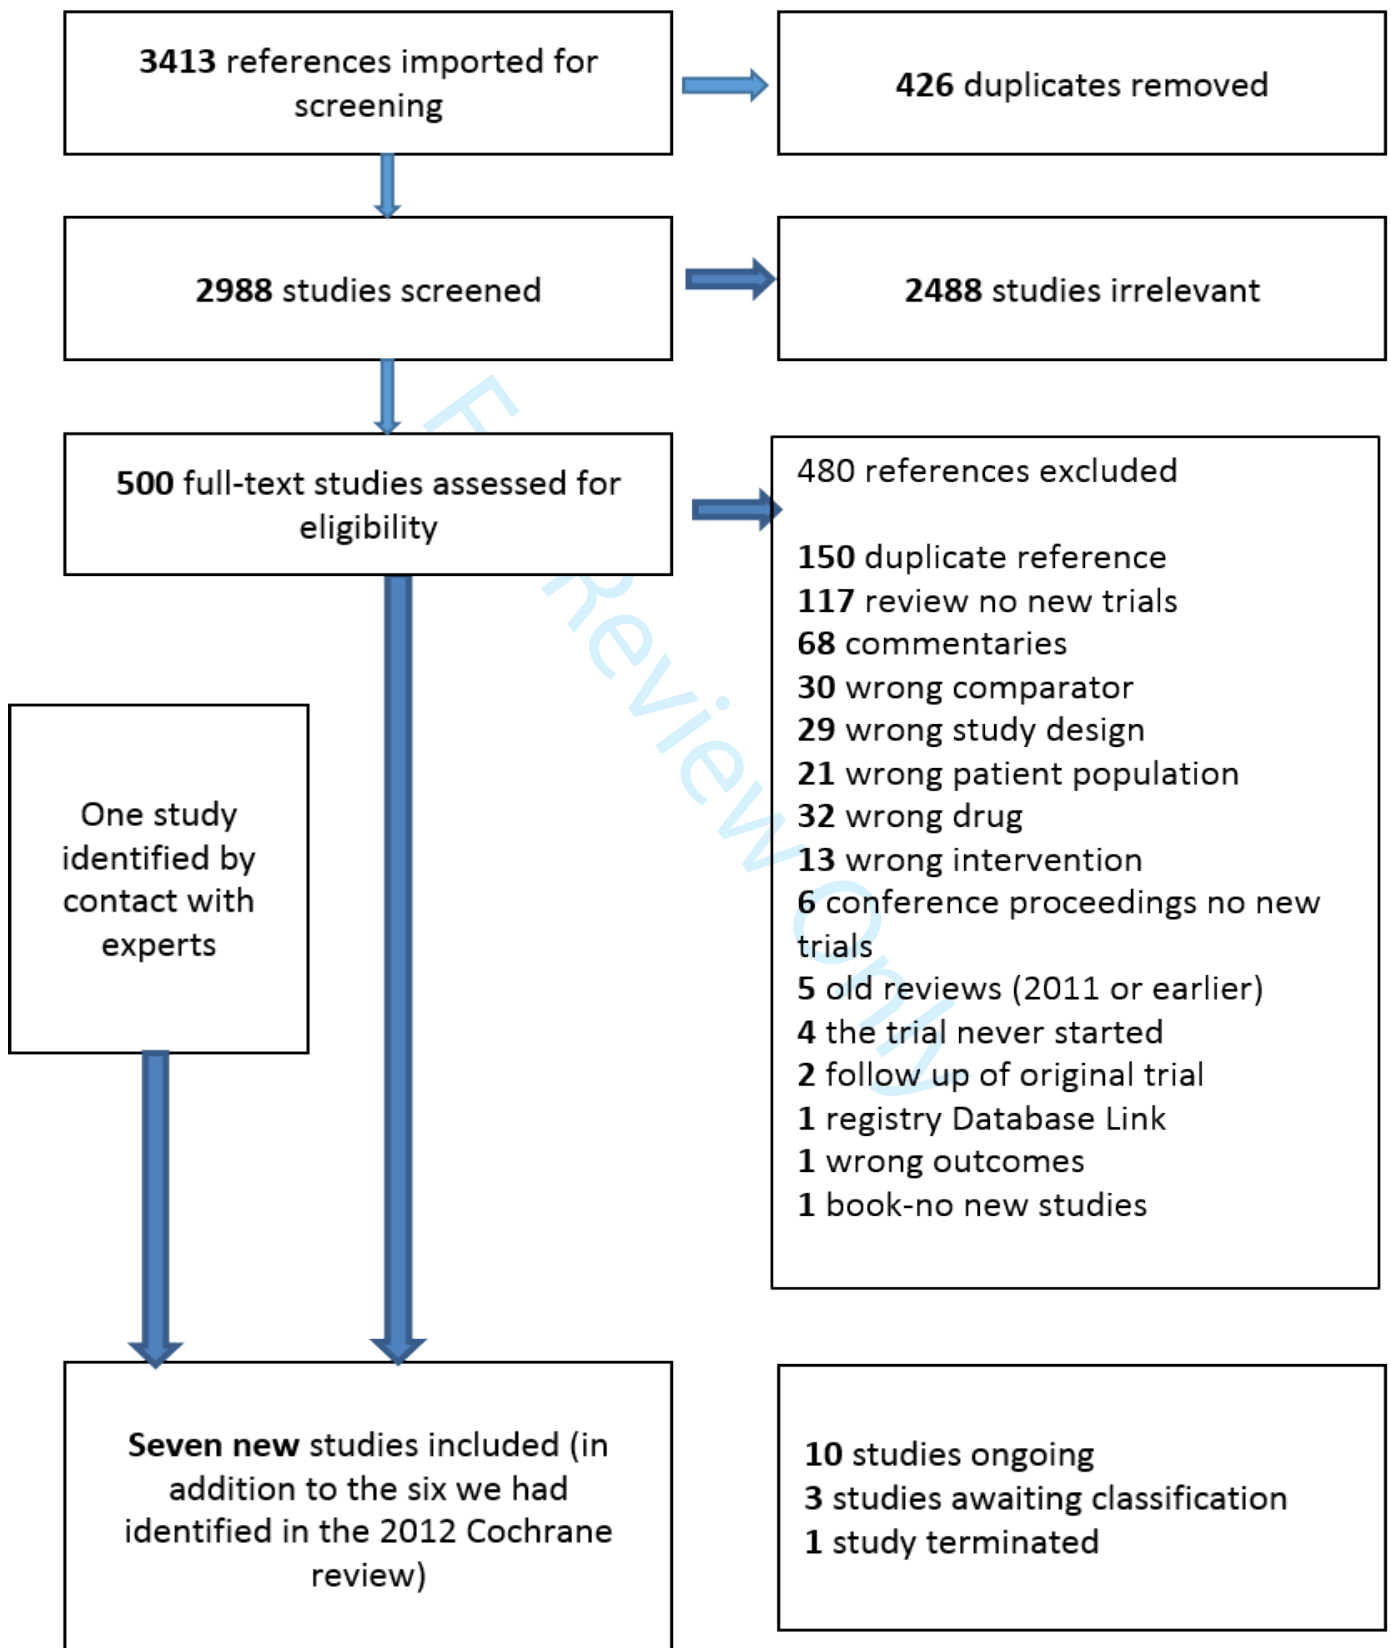 3413 references imported for
screening
426 duplicates removed
2988 studies screened
2488 studies irrelevant
500 full-text studies assessed for
eligibility
480 references excluded
150 duplicate reference
117 review no new trials
68 commentaries
30 wrong comparator
29 wrong study design
21 wrong patient population
32 wrong drug
13 wrong intervention
6 conference proceedings no new
trials
5 old reviews (2011 or earlier)
4 the trial never started
2 follow up of original trial
1 registry Database Link
1 wrong outcomes
1 book-no new studies
One study
identified by
contact with
experts
Seven new studies included (in
addition to the six we had
identified in the 2012 Cochrane
review)
10 studies ongoing
3 studies awaiting classification
1 study terminated
Review Only